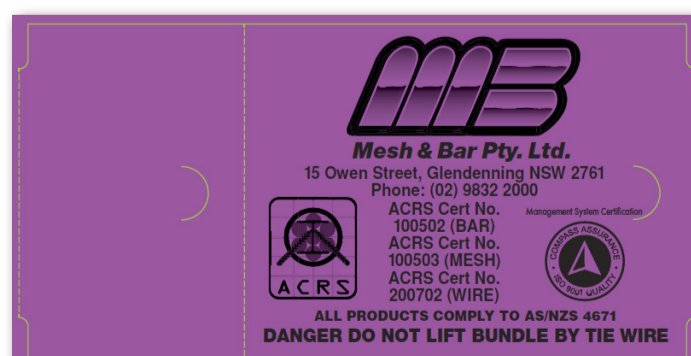 MB
Mesh & Bar Pty. Ltd.
15 Owen Street, Glendenning NSW 2761
Phone: (02) 9832 2000
ACRS Cert No.
100502 (BAR)
ACRS Cert No.
100503 (MESH)
ACRS Cert No.
200702 (WIRE)
ACRS
Management System Certification
COMPASS ASSURANCE
ISO 9001 QUALITY
ALL PRODUCTS COMPLY TO AS/NZS 4671
DANGER DO NOT LIFT BUNDLE BY TIE WIRE